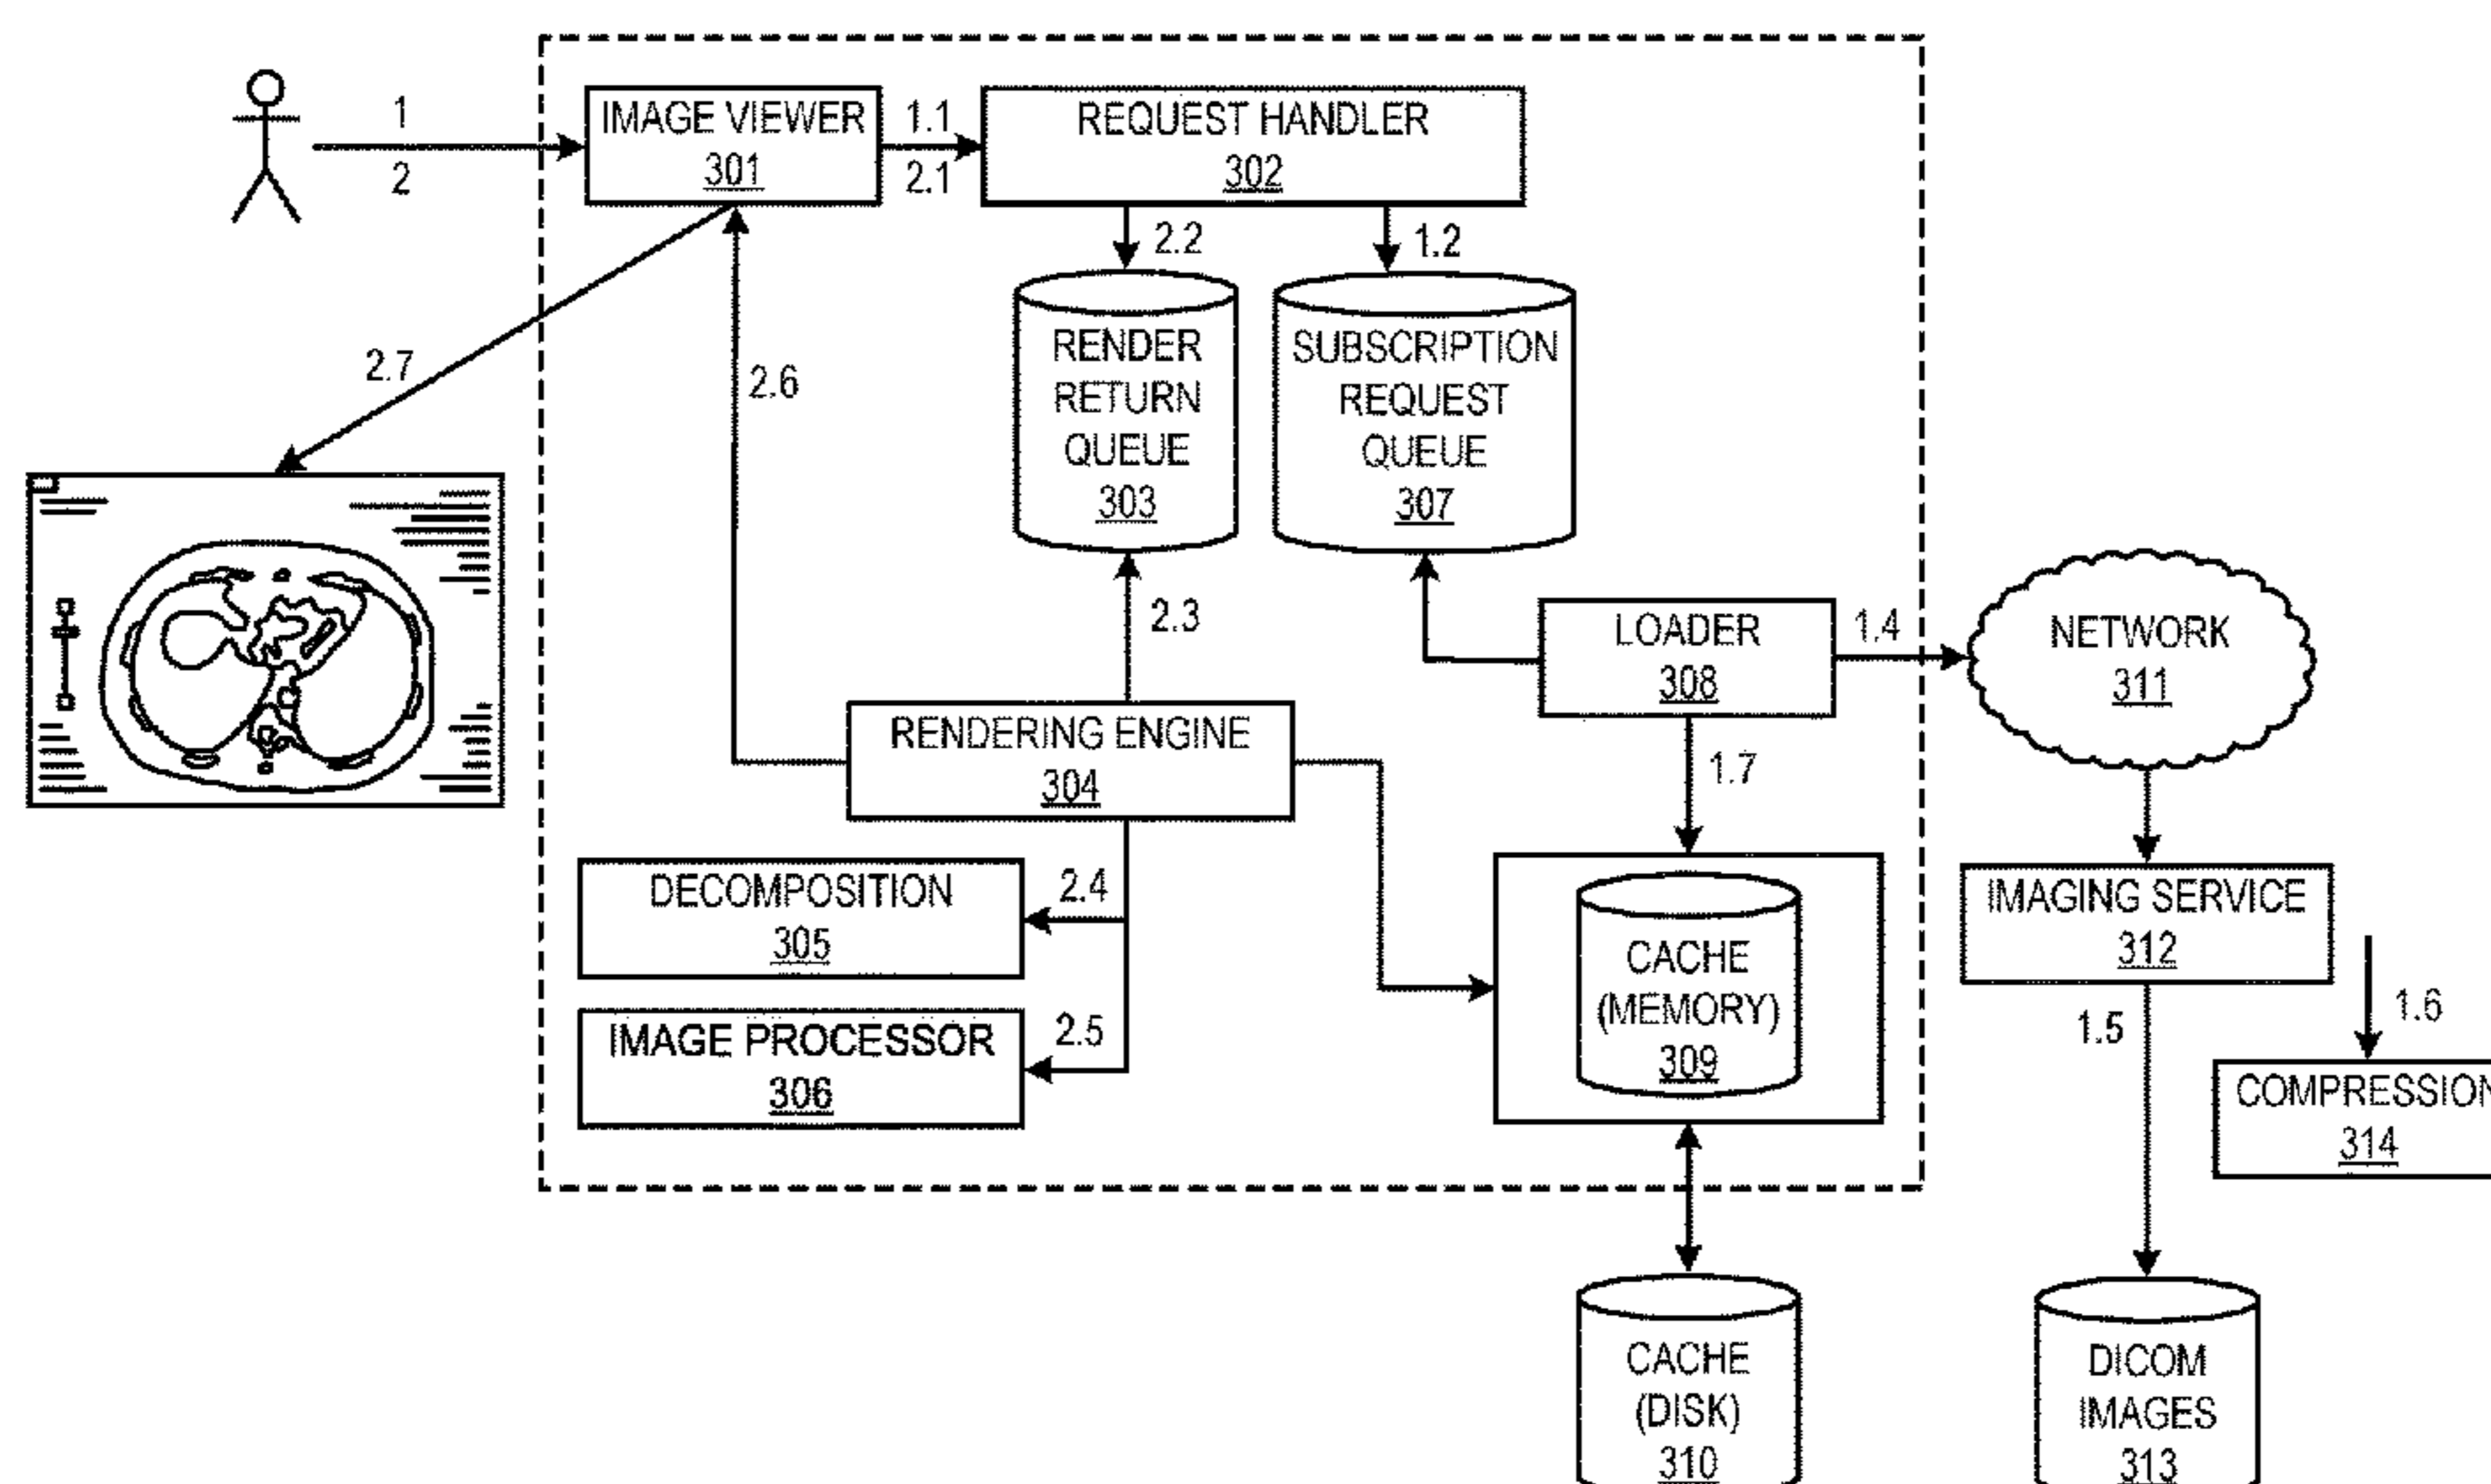 1
2
IMAGE VIEWER
301
1.1
2.1
REQUEST HANDLER
302
2.2
1.2
RENDER
RETURN
QUEUE
303
SUBSCRIPTION
REQUEST
QUEUE
307
2.7
2.6
2.3
LOADER
308
1.4
NETWORK
311
RENDERING ENGINE
304
1.7
DECOMPOSITION
305
2.4
IMAGE PROCESSOR
306
2.5
CACHE
(MEMORY)
309
IMAGING SERVICE
312
1.5
1.6
COMPRESSION
314
CACHE
(DISK)
310
DICOM
IMAGES
313